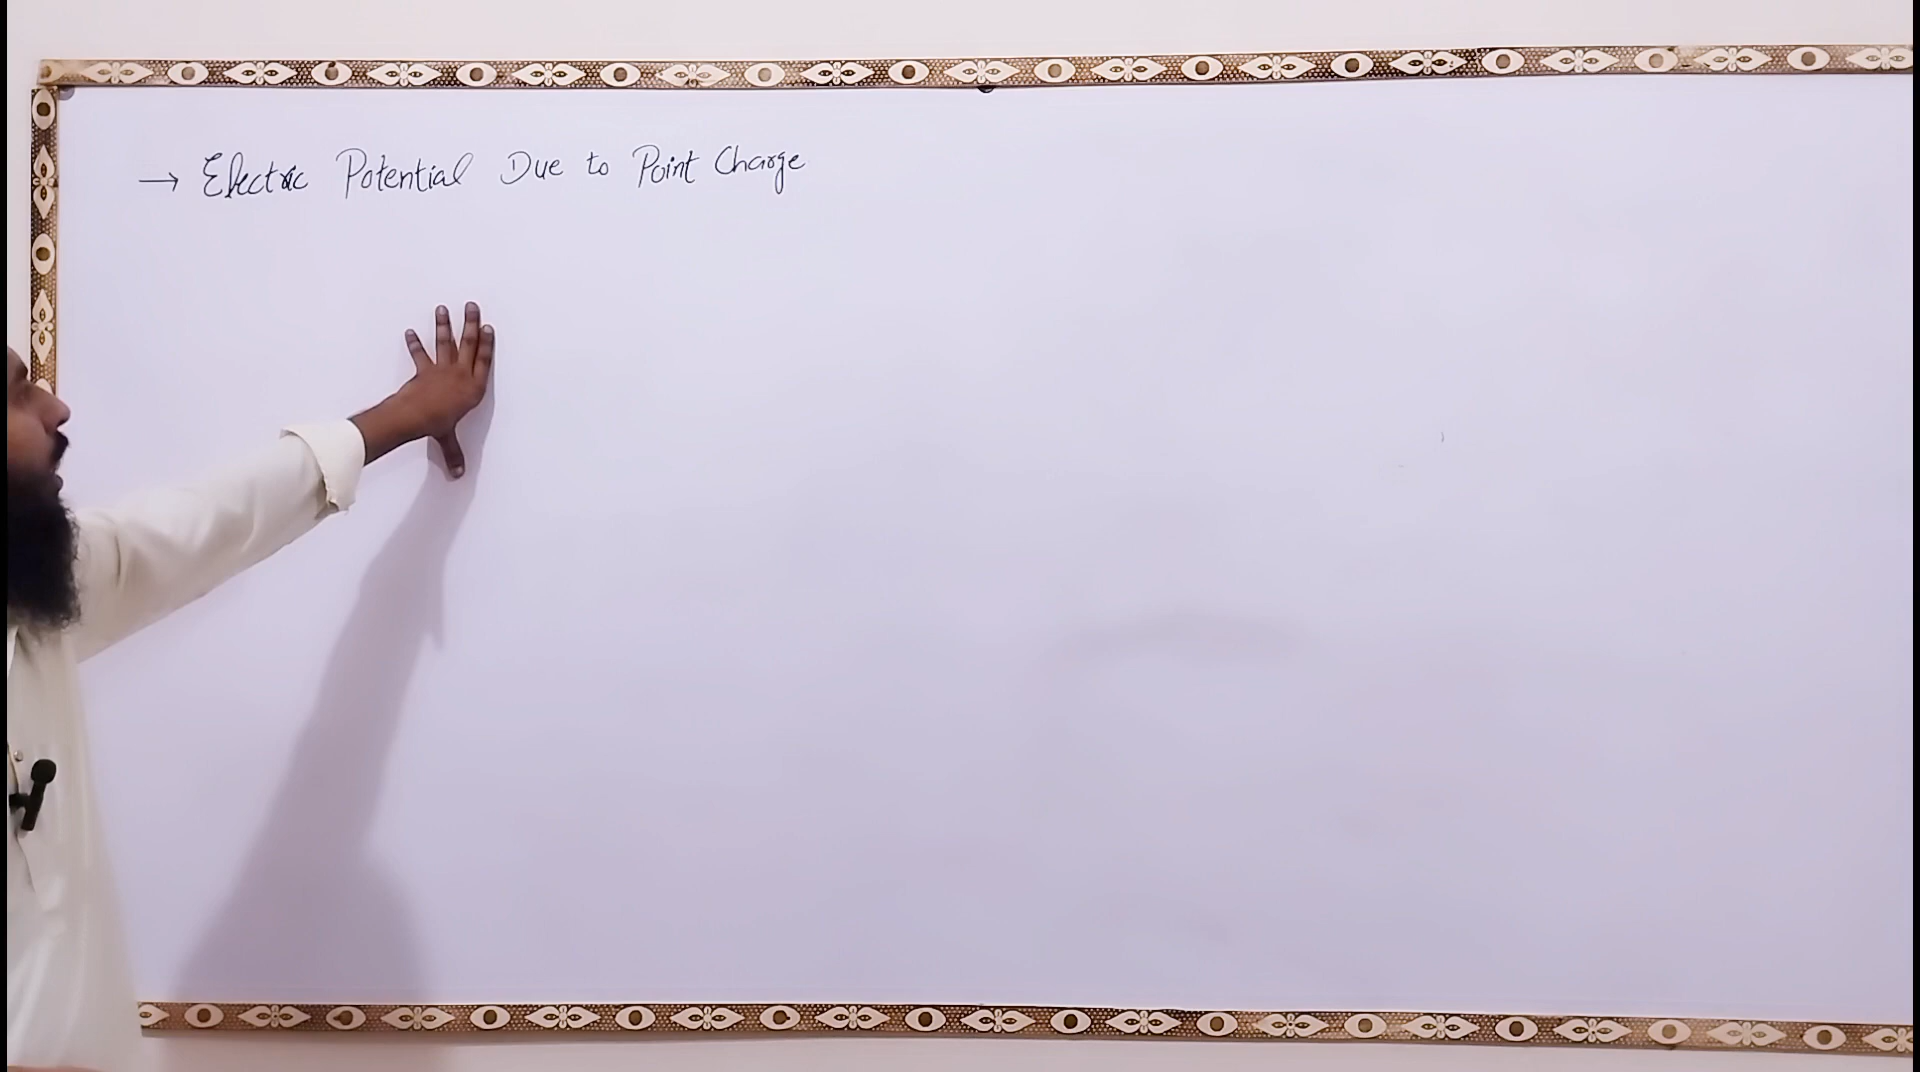 → Electric Potential Due to Point Charge